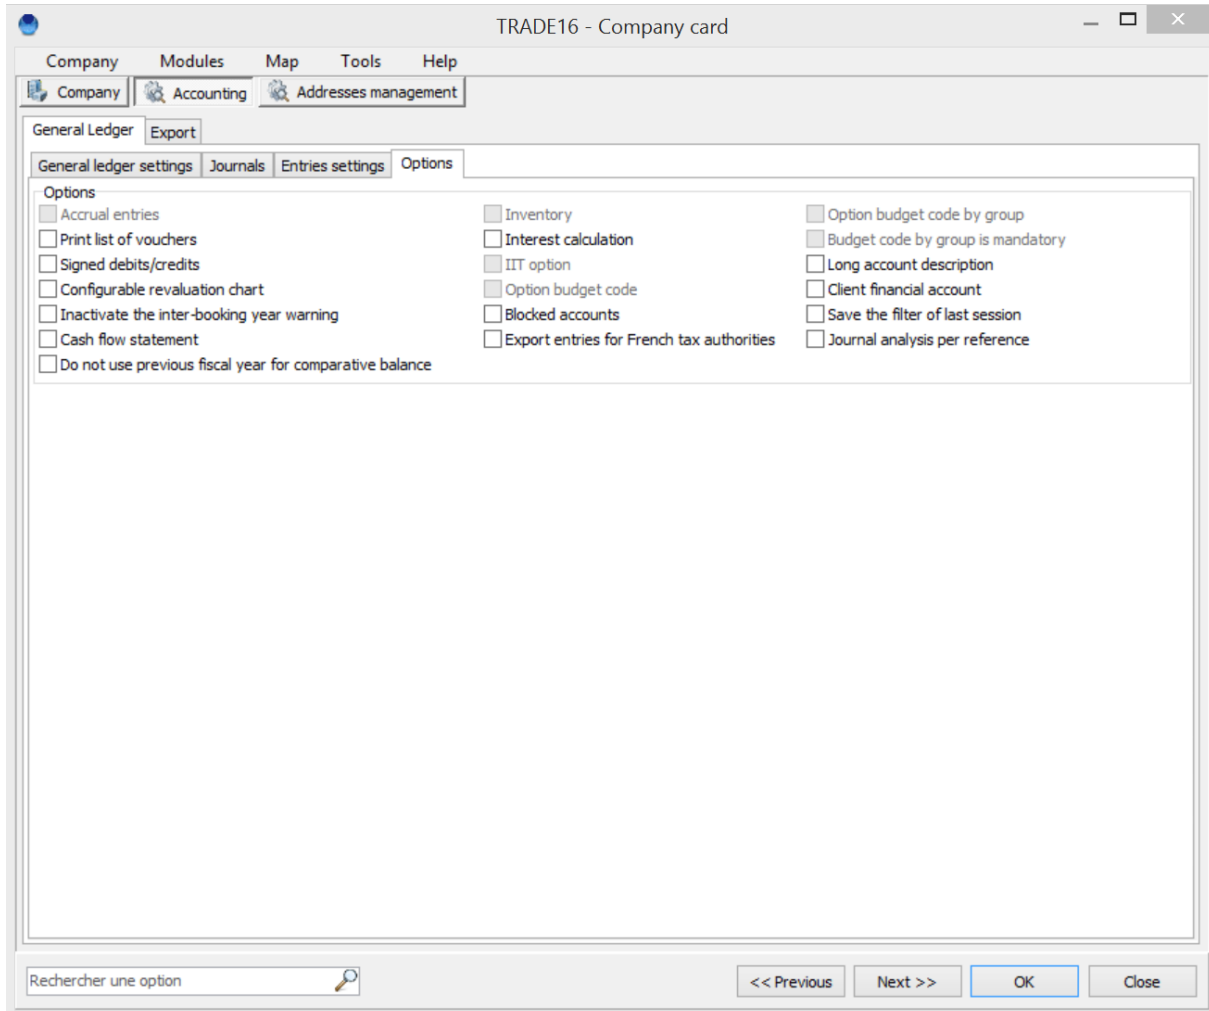 TRADE16 - Company card
Company Modules Map Tools Help
Company Accounting Addresses management
General Ledger Export
General ledger settings Journals Entries settings Options
Options
Accrual entries Inventory Option budget code by group
Print list of vouchers Interest calculation Budget code by group is mandatory
Signed debits/credits IIT option Long account description
Configurable revaluation chart Option budget code Client financial account
Inactivate the inter-booking year warning Blocked accounts Save the filter of last session
Cash flow statement Export entries for French tax authorities Journal analysis per reference
Do not use previous fiscal year for comparative balance
Rechercher une option << Previous Next >> OK Close